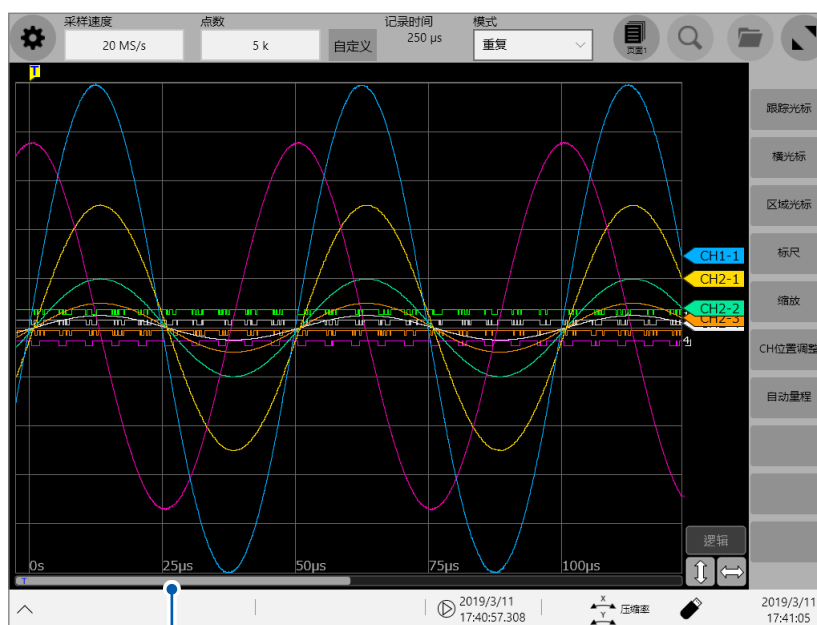 采样速度
20 MS/s
点数
5 k
自定义
记录时间
250 μs
模式
重复
页面1
T
跟踪光标
横光标
区域光标
标尺
缩放
CH位置调整
自动量程
CH1-1
CH2-1
CH2-2
CH2-3
4
0s
25μs
50μs
75μs
100μs
T
逻辑
2019/3/11
17:40:57.308
X
Y
压缩率
2019/3/11
17:41:05